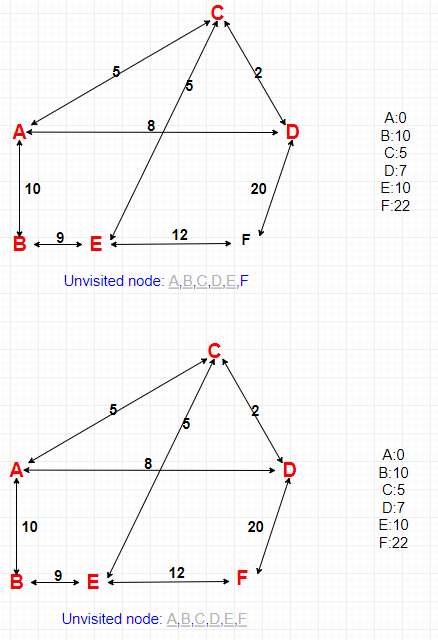 C
5
5
2
A
8
D
10
20
B
9
E
12
F
A:0
B:10
C:5
D:7
E:10
F:22
Unvisited node: A,B,C,D,E,F
C
5
5
2
A
8
D
10
20
B
9
E
12
F
A:0
B:10
C:5
D:7
E:10
F:22
Unvisited node: A,B,C,D,E,F